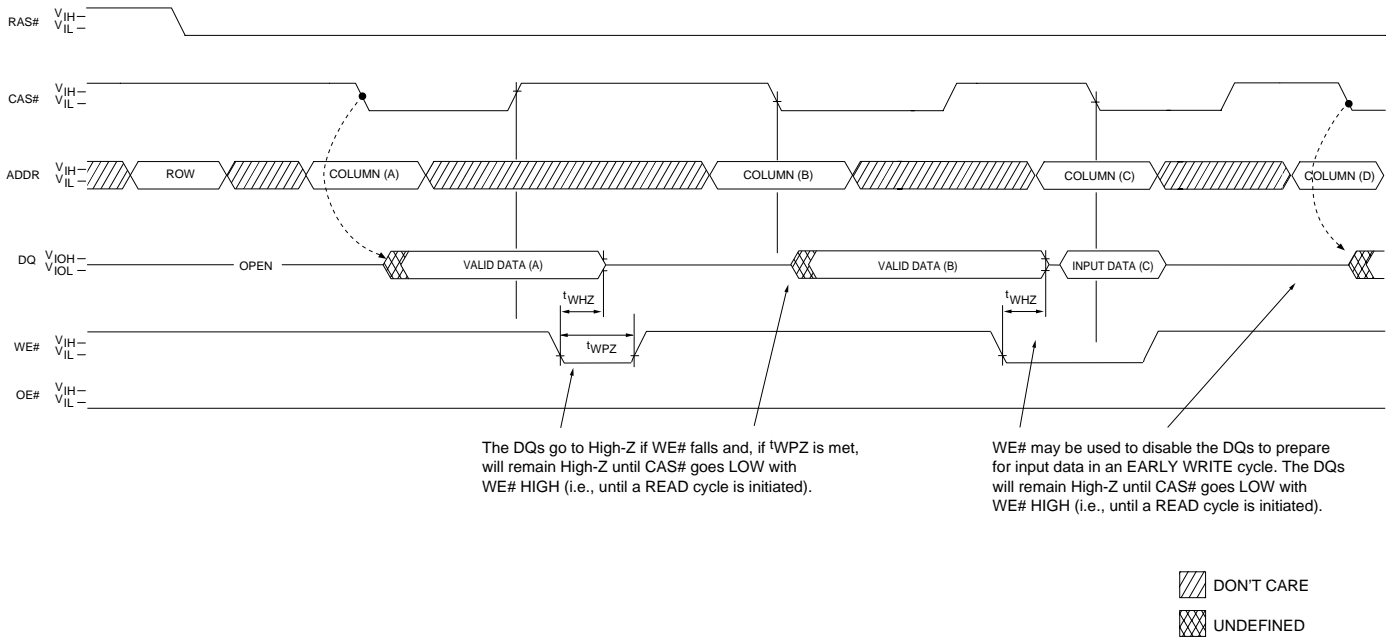 RAS# VIH VIL
CAS# VIH VIL
ADDR VIH VIL ROW COLUMN (A) COLUMN (B) COLUMN (C) COLUMN (D)
DQ VIOH VIOL OPEN VALID DATA (A) VALID DATA (B) INPUT DATA (C)
tWHZ tWHZ
tWPZ
WE# VIH VIL
OE# VIH VIL
The DQs go to High-Z if WE# falls and, if tWPZ is met,
will remain High-Z until CAS# goes LOW with
WE# HIGH (i.e., until a READ cycle is initiated).
WE# may be used to disable the DQs to prepare
for input data in an EARLY WRITE cycle. The DQs
will remain High-Z until CAS# goes LOW with
WE# HIGH (i.e., until a READ cycle is initiated).
DON'T CARE
UNDEFINED